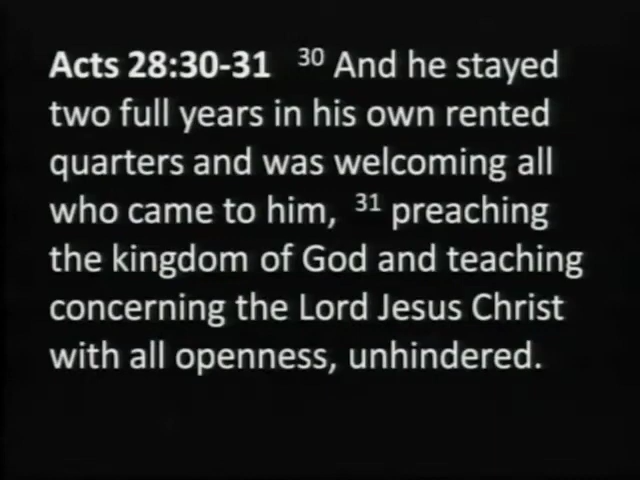 Acts 28:30-31 ³⁰ And he stayed
two full years in his own rented
quarters and was welcoming all
who came to him, ³¹ preaching
the kingdom of God and teaching
concerning the Lord Jesus Christ
with all openness, unhindered.